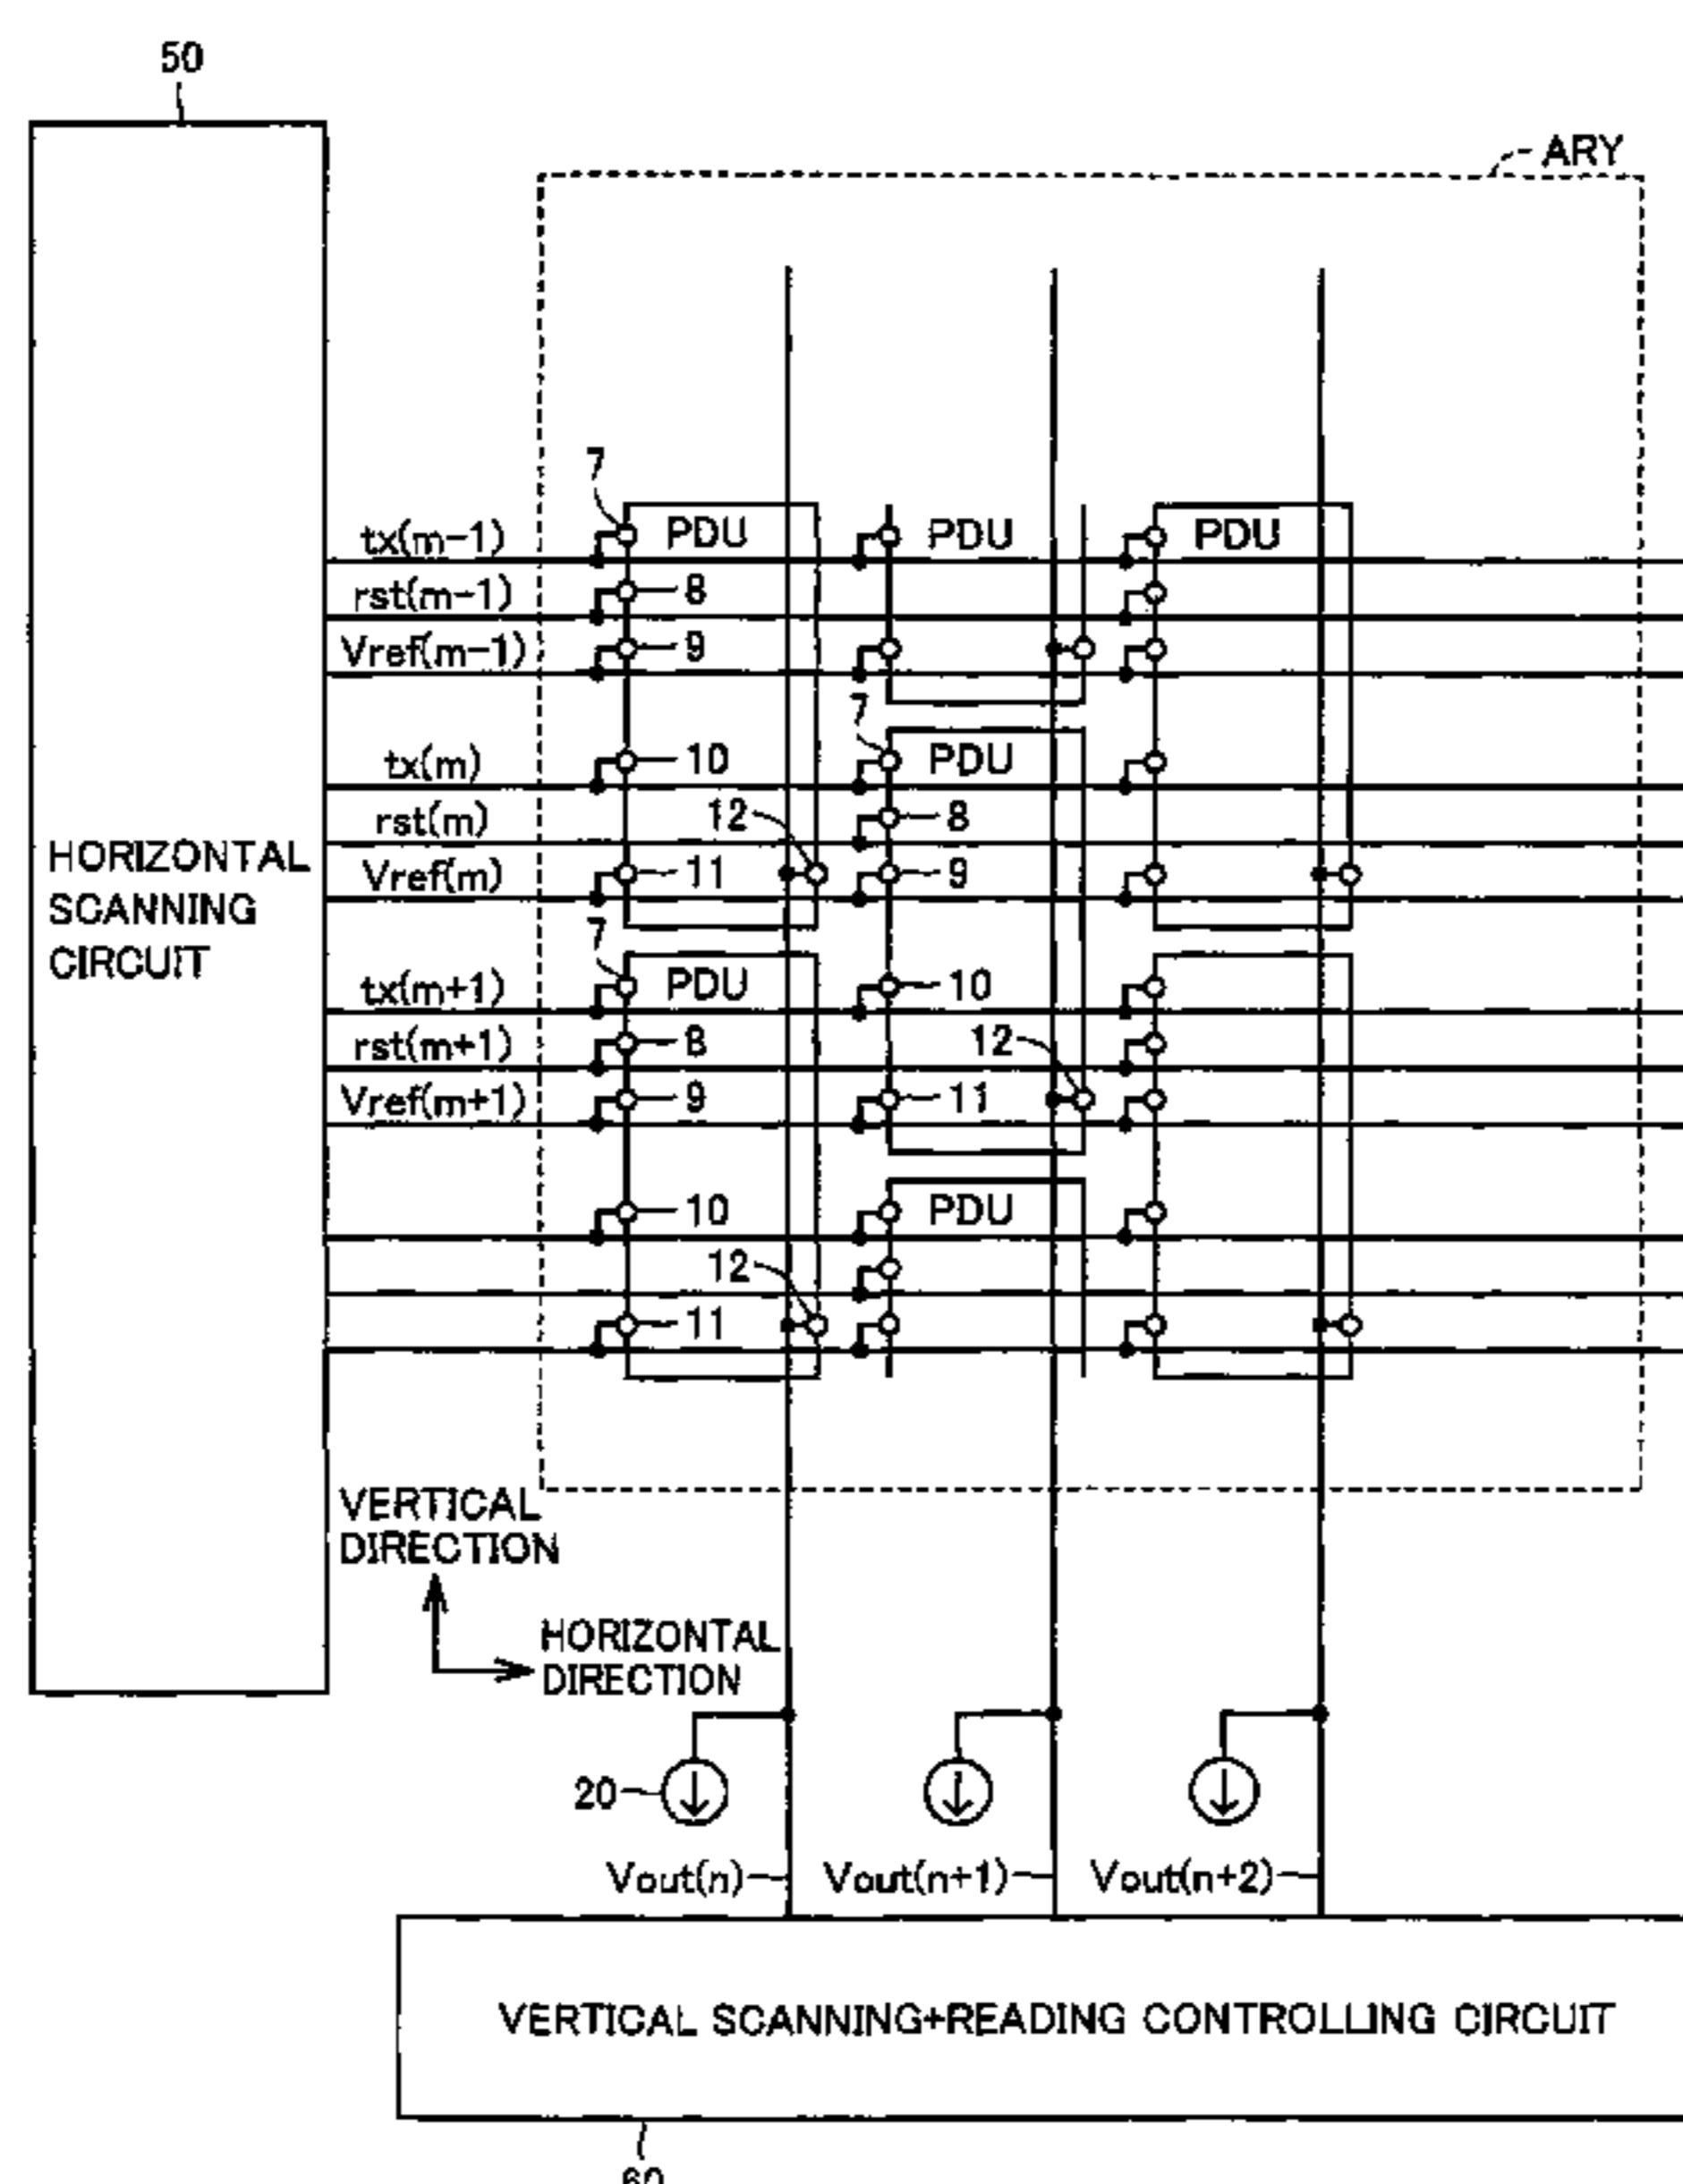 50
ARY
7
tx(m-1)
PDU
PDU
PDU
rst(m-1)
8
Vref(m-1)
9
7
tx(m)
10
PDU
rst(m)
12
8
HORIZONTAL
SCANNING
CIRCUIT
Vref(m)
11
9
7
tx(m+1)
PDU
10
rst(m+1)
8
12
Vref(m+1)
9
11
10
PDU
12
11
VERTICAL
DIRECTION
HORIZONTAL
DIRECTION
20
Vout(n)
Vout(n+1)
Vout(n+2)
VERTICAL SCANNING+READING CONTROLLING CIRCUIT
60